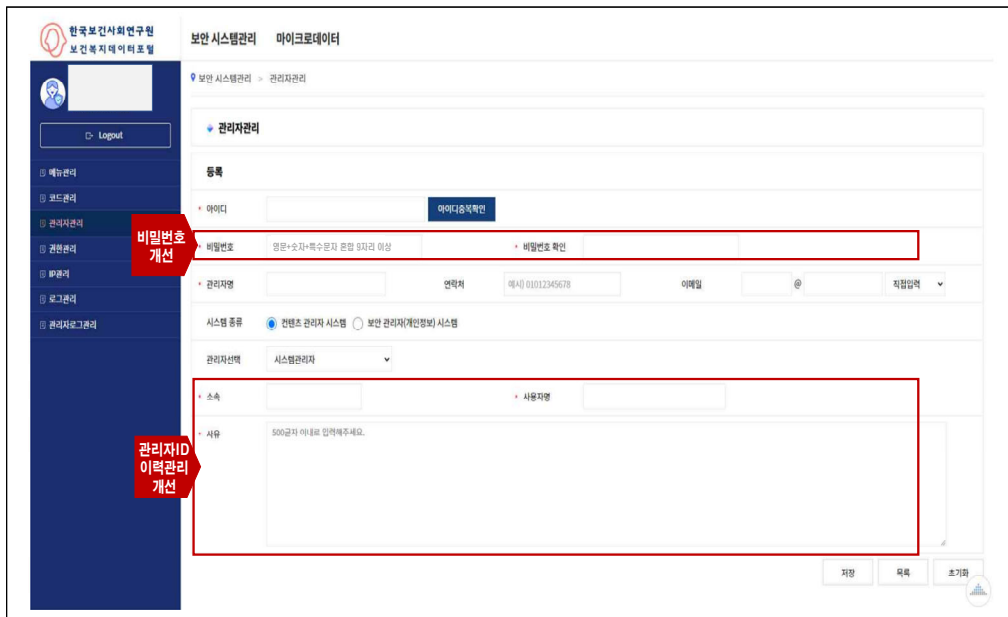 한국보건사회연구원
보건복지데이터포털
보안 시스템관리 마이크로데이터
보안 시스템관리 > 관리자관리
Logout
관리자관리
메뉴관리
코드관리
관리자관리
권한관리
IP관리
로그관리
관리자로그관리
등록
* 아이디 아이디중복확인
비밀번호 개선
* 비밀번호 영문+숫자+특수문자 혼합 9자리 이상 * 비밀번호 확인
* 관리자명 연락처 예시) 01012345678 이메일 @ 직접입력
시스템 종류 컨텐츠 관리자 시스템 보안 관리자(개인정보) 시스템
관리자선택 시스템관리자
* 소속 * 사용자명
* 사유 500글자 이내로 입력해주세요.
관리자ID
이력관리
개선
저장 목록 초기화